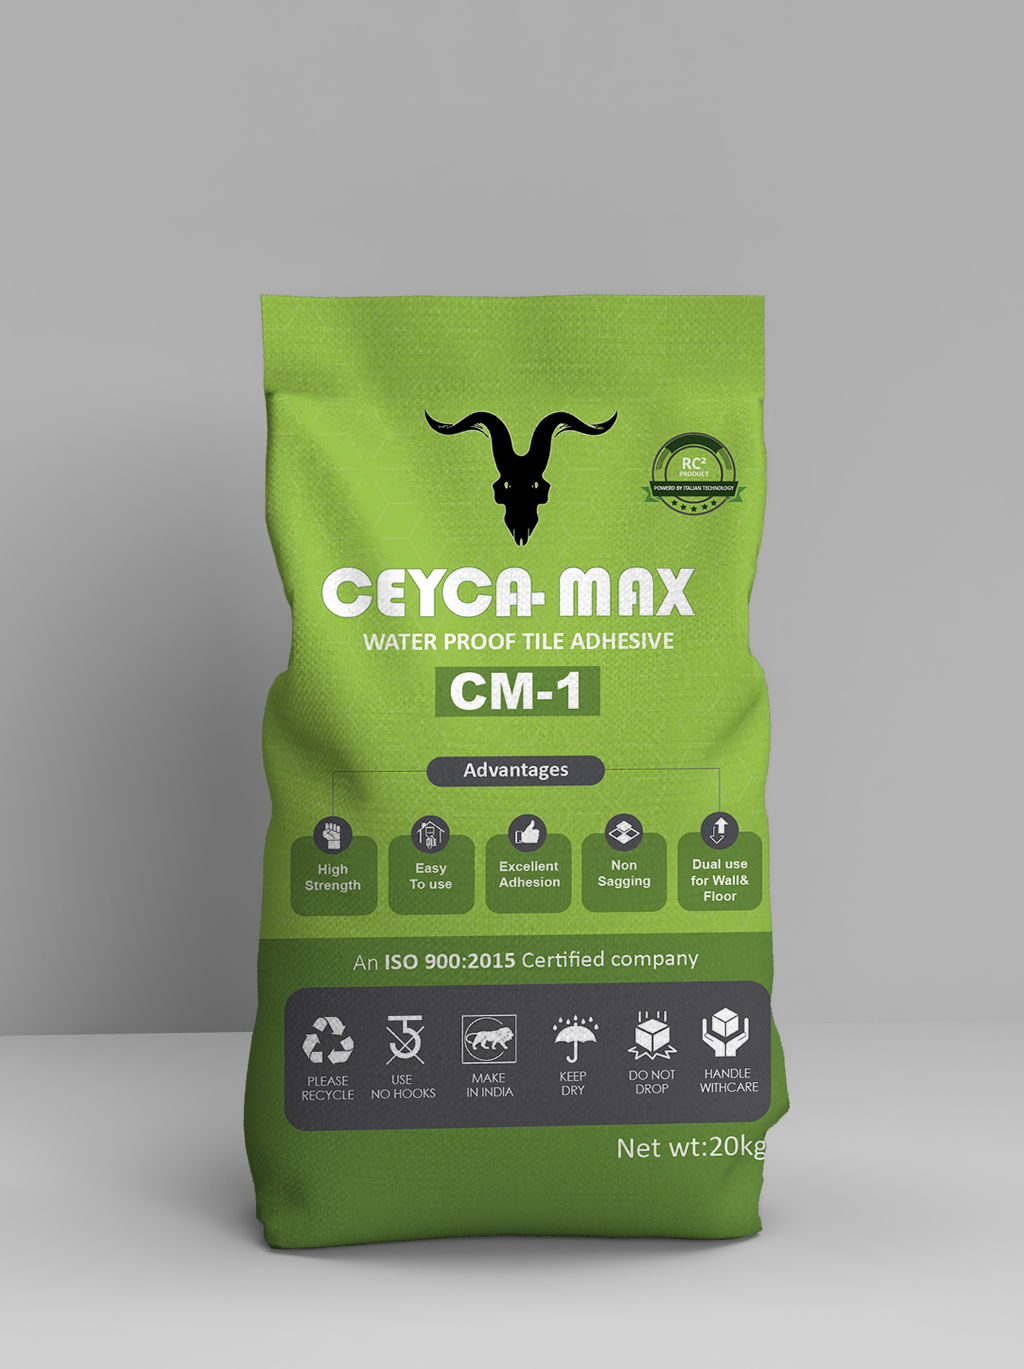 RC²
PRODUCT
POWERD BY ITALIAN TECHNOLOGY
CEYCA-MAX
WATER PROOF TILE ADHESIVE
CM-1
Advantages
High
Strength
Easy
To use
Excellent
Adhesion
Non
Sagging
Dual use
for Wall&
Floor
An ISO 900:2015 Certified company
PLEASE
RECYCLE
USE
NO HOOKS
MAKE
IN INDIA
KEEP
DRY
DO NOT
DROP
HANDLE
WITHCARE
Net wt:20kg